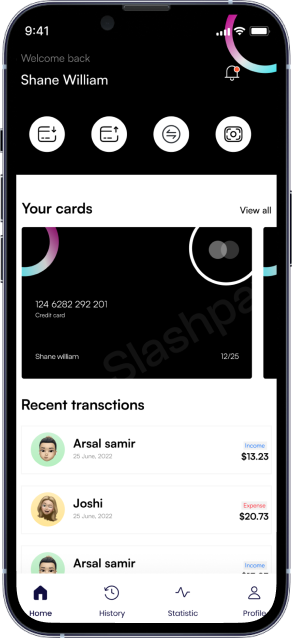 9:41
Welcome back
Shane William
Your cards
View all
124 6282 292 201
Credit card
Slashpa
Shane william
12/25
Recent transctions
Arsal samir
Income
25 June, 2022
$13.23
Joshi
Expense
25 June, 2022
$20.73
Arsal samir
Income
Home
History
Statistic
Profile